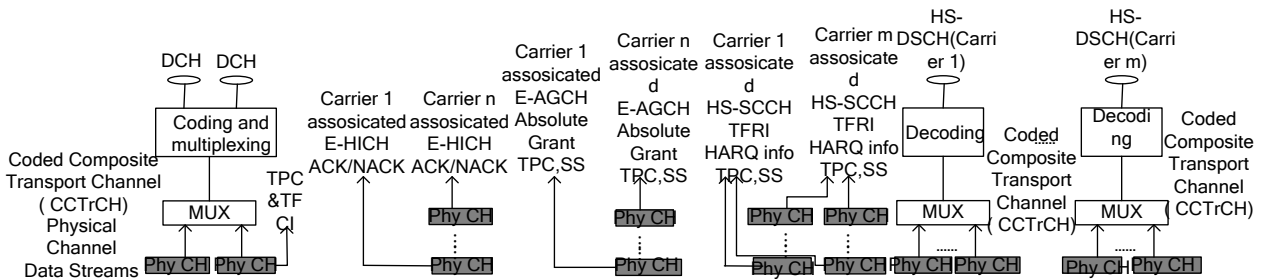 DCH
DCH
Coding and
multiplexing
Coded Composite
Transport Channel
( CCTrCH)
Physical
Channel
Data Streams
MUX
TPC
&TF
CI
Phy CH
Phy CH
Carrier 1
assosicated
E-HICH
ACK/NACK
Carrier n
assosicated
E-HICH
ACK/NACK
Phy CH
Phy CH
Carrier 1
assosicated
E-AGCH
Absolute
Grant
TPC,SS
Carrier n
assosicate
d
E-AGCH
Absolute
Grant
TPC,SS
Phy CH
Phy CH
Carrier 1
assosicate
d
HS-SCCH
TFRI
HARQ info
TPC,SS
Carrier m
assosicate
d
HS-SCCH
TFRI
HARQ info
TPC,SS
Phy CH
Phy CH
Phy CH
Phy CH
HS-
DSCH(Carri
er 1)
Decoding
Coded
Composite
Transport
Channel
( CCTrCH)
MUX
......
Phy CH
Phy CH
HS-
DSCH(Carri
er m)
Decodi
ng
Coded
Composite
Transport
Channel
( CCTrCH)
MUX
......
Phy CH
Phy CH